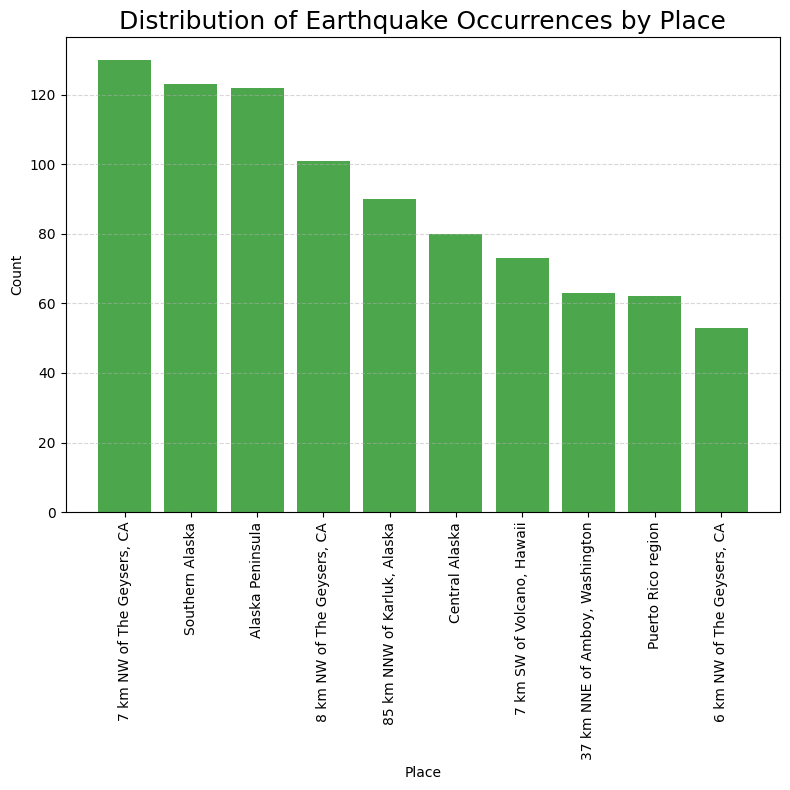 Distribution of Earthquake Occurrences by Place
120
100
80
60
40
20
0
Count
7 km NW of The Geysers, CA
Southern Alaska
Alaska Peninsula
8 km NW of The Geysers, CA
85 km NNW of Karluk, Alaska
Central Alaska
7 km SW of Volcano, Hawaii
37 km NNE of Amboy, Washington
Puerto Rico region
6 km NW of The Geysers, CA
Place